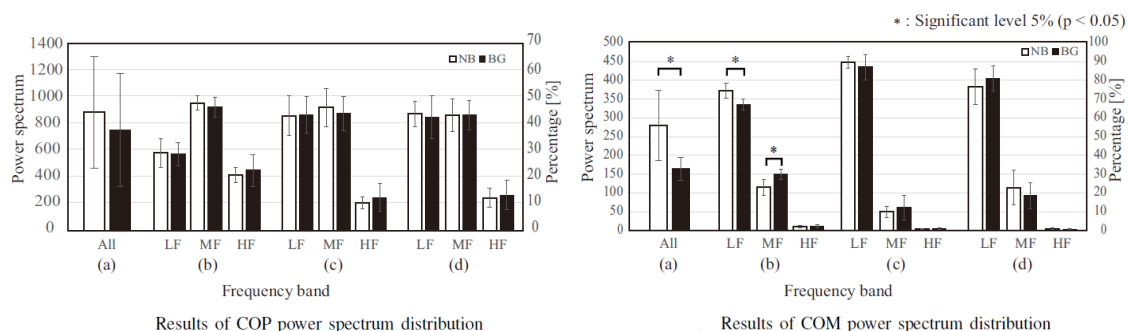 * : Significant level 5% (p < 0.05)
1400
1200
1000
800
600
400
200
0
Power spectrum
NB BG
70
60
50
40
30
20
10
0
Percentage [%]
All LF MF HF LF MF HF LF MF HF
(a) (b) (c) (d)
Frequency band
Results of COP power spectrum distribution
500
450
400
350
300
250
200
150
100
50
0
Power spectrum
* *
*
NB BG
100
90
80
70
60
50
40
30
20
10
0
Percentage [%]
All LF MF HF LF MF HF LF MF HF
(a) (b) (c) (d)
Frequency band
Results of COM power spectrum distribution